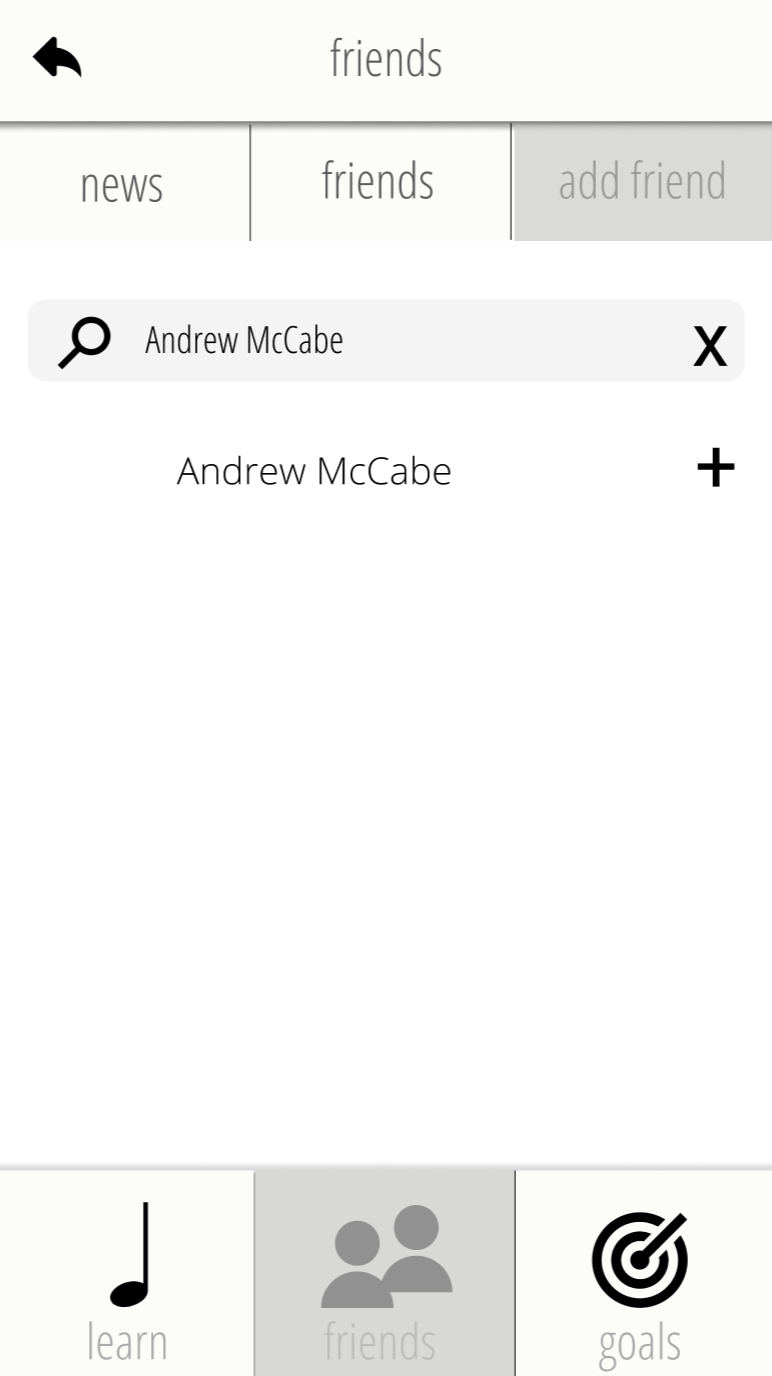 friends
news friends add friend
Andrew McCabe X
Andrew McCabe +
learn friends goals